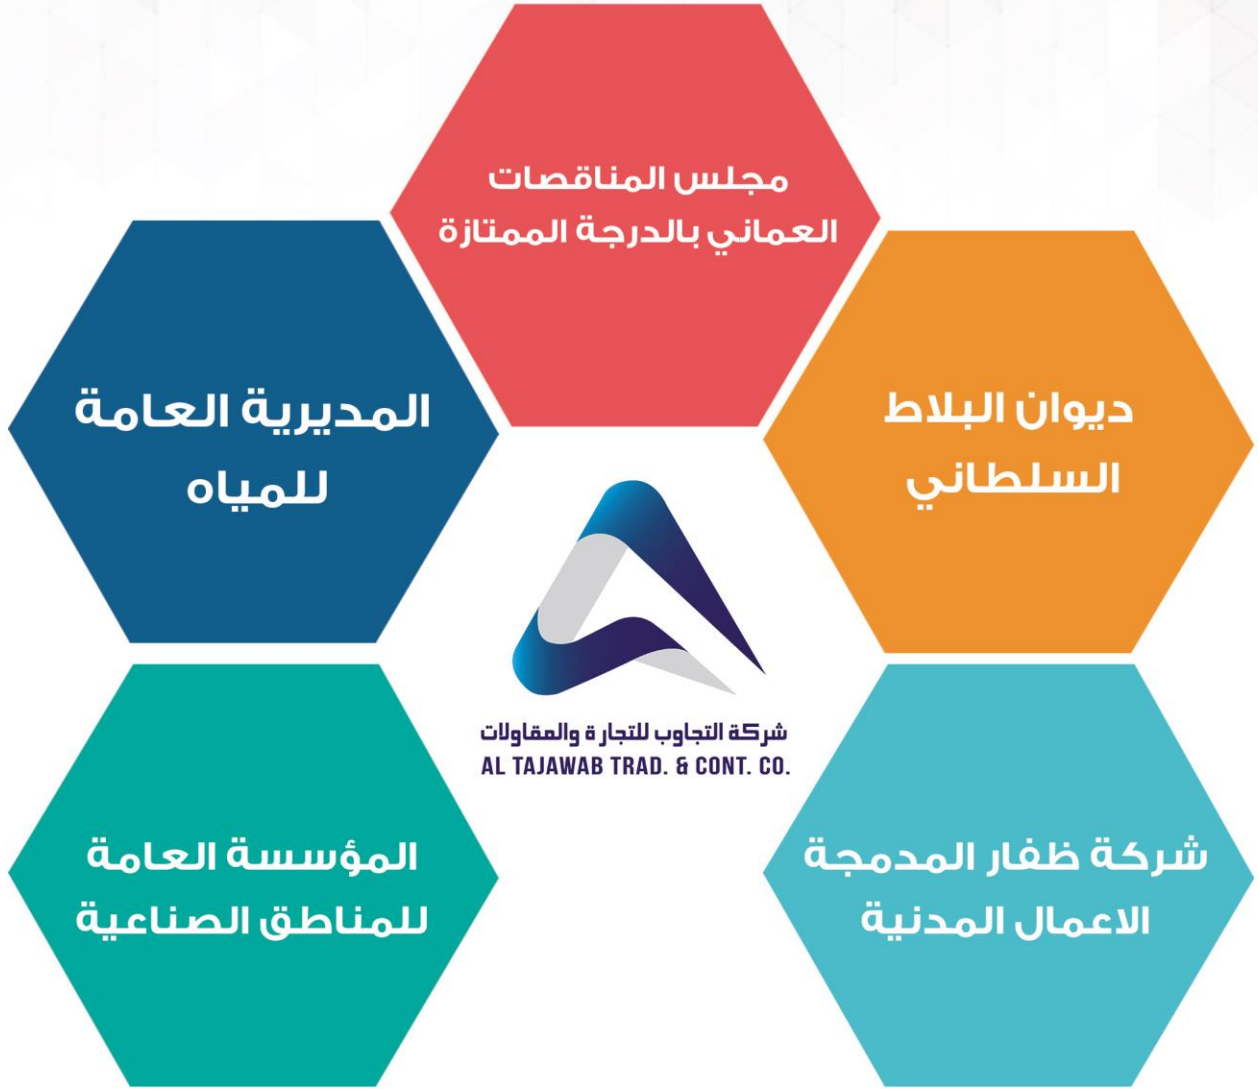 مجلس المناقصات
العماني بالدرجة الممتازة
ديوان البلاط
السلطاني
المديرية العامة
للمياه
شركة التجاوب للتجارة والمقاولات
AL TAJAWAB TRAD. & CONT. CO.
شركة ظفار المدمجة
الاعمال المدنية
المؤسسة العامة
للمناطق الصناعية